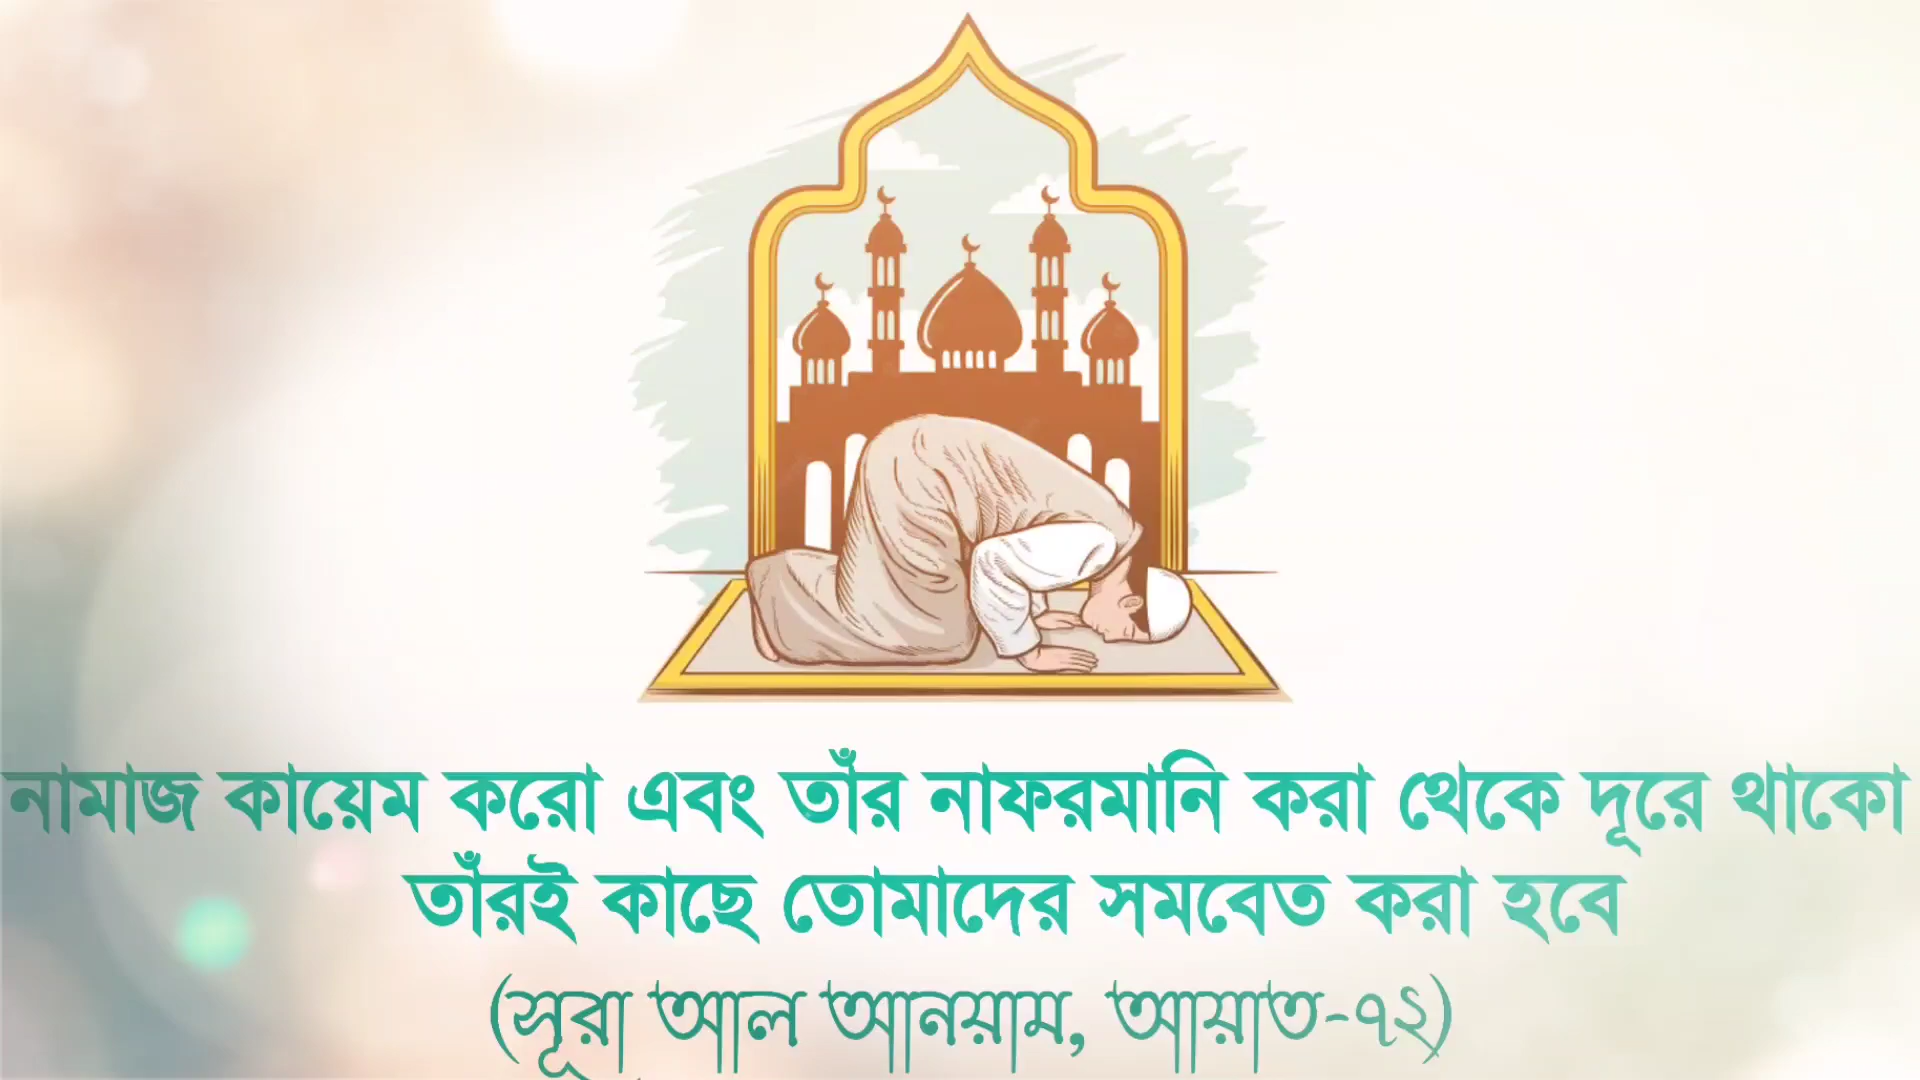 নামাজ কায়েম করো এবং তাঁর নাফরমানি করা থেকে দূরে থাকো
তাঁরই কাছে তোমাদের সমবেত করা হবে
(সূরা আল আনয়াম, আয়াত-৭২)